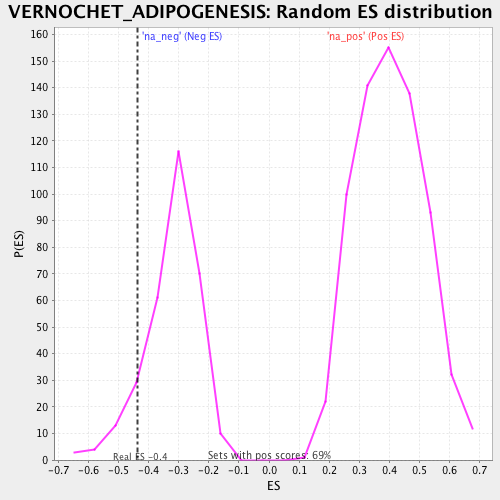 VERNOCHET_ADIPOGENESIS: Random ES distribution
'na_neg' (Neg ES)
'na_pos' (Pos ES)
160
150
140
130
120
110
100
90
80
70
60
50
40
30
20
10
0
P(ES)
Real ES -0.4
Sets with pos scores: 69%
-0.7 -0.6 -0.5 -0.4 -0.3 -0.2 -0.1 0.0 0.1 0.2 0.3 0.4 0.5 0.6 0.7
ES